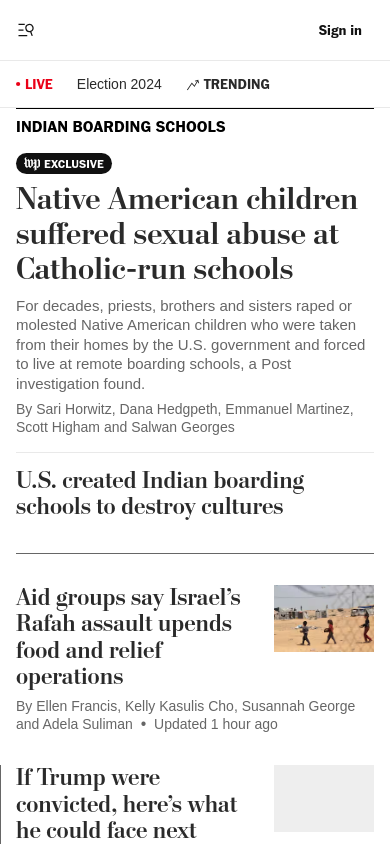 Sign in
LIVE
Election 2024
TRENDING
INDIAN BOARDING SCHOOLS
wp EXCLUSIVE
Native American children
suffered sexual abuse at
Catholic-run schools
For decades, priests, brothers and sisters raped or
molested Native American children who were taken
from their homes by the U.S. government and forced
to live at remote boarding schools, a Post
investigation found.
By Sari Horwitz, Dana Hedgpeth, Emmanuel Martinez,
Scott Higham and Salwan Georges
U.S. created Indian boarding
schools to destroy cultures
Aid groups say Israel’s
Rafah assault upends
food and relief
operations
By Ellen Francis, Kelly Kasulis Cho, Susannah George
and Adela Suliman • Updated 1 hour ago
If Trump were
convicted, here’s what
he could face next